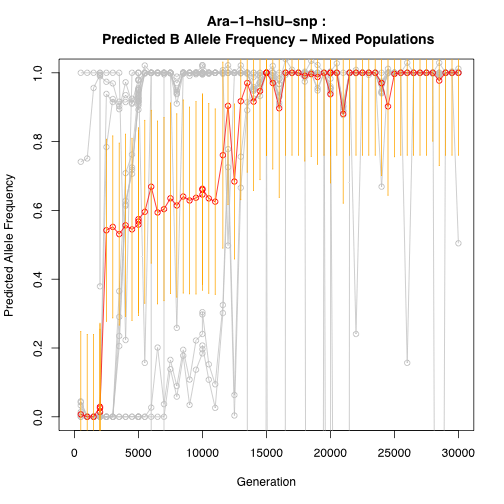 Ara−1−hslU−snp :
Predicted B Allele Frequency − Mixed Populations
Predicted Allele Frequency
1.0
0.8
0.6
0.4
0.2
0.0
0 5000 10000 15000 20000 25000 30000
Generation